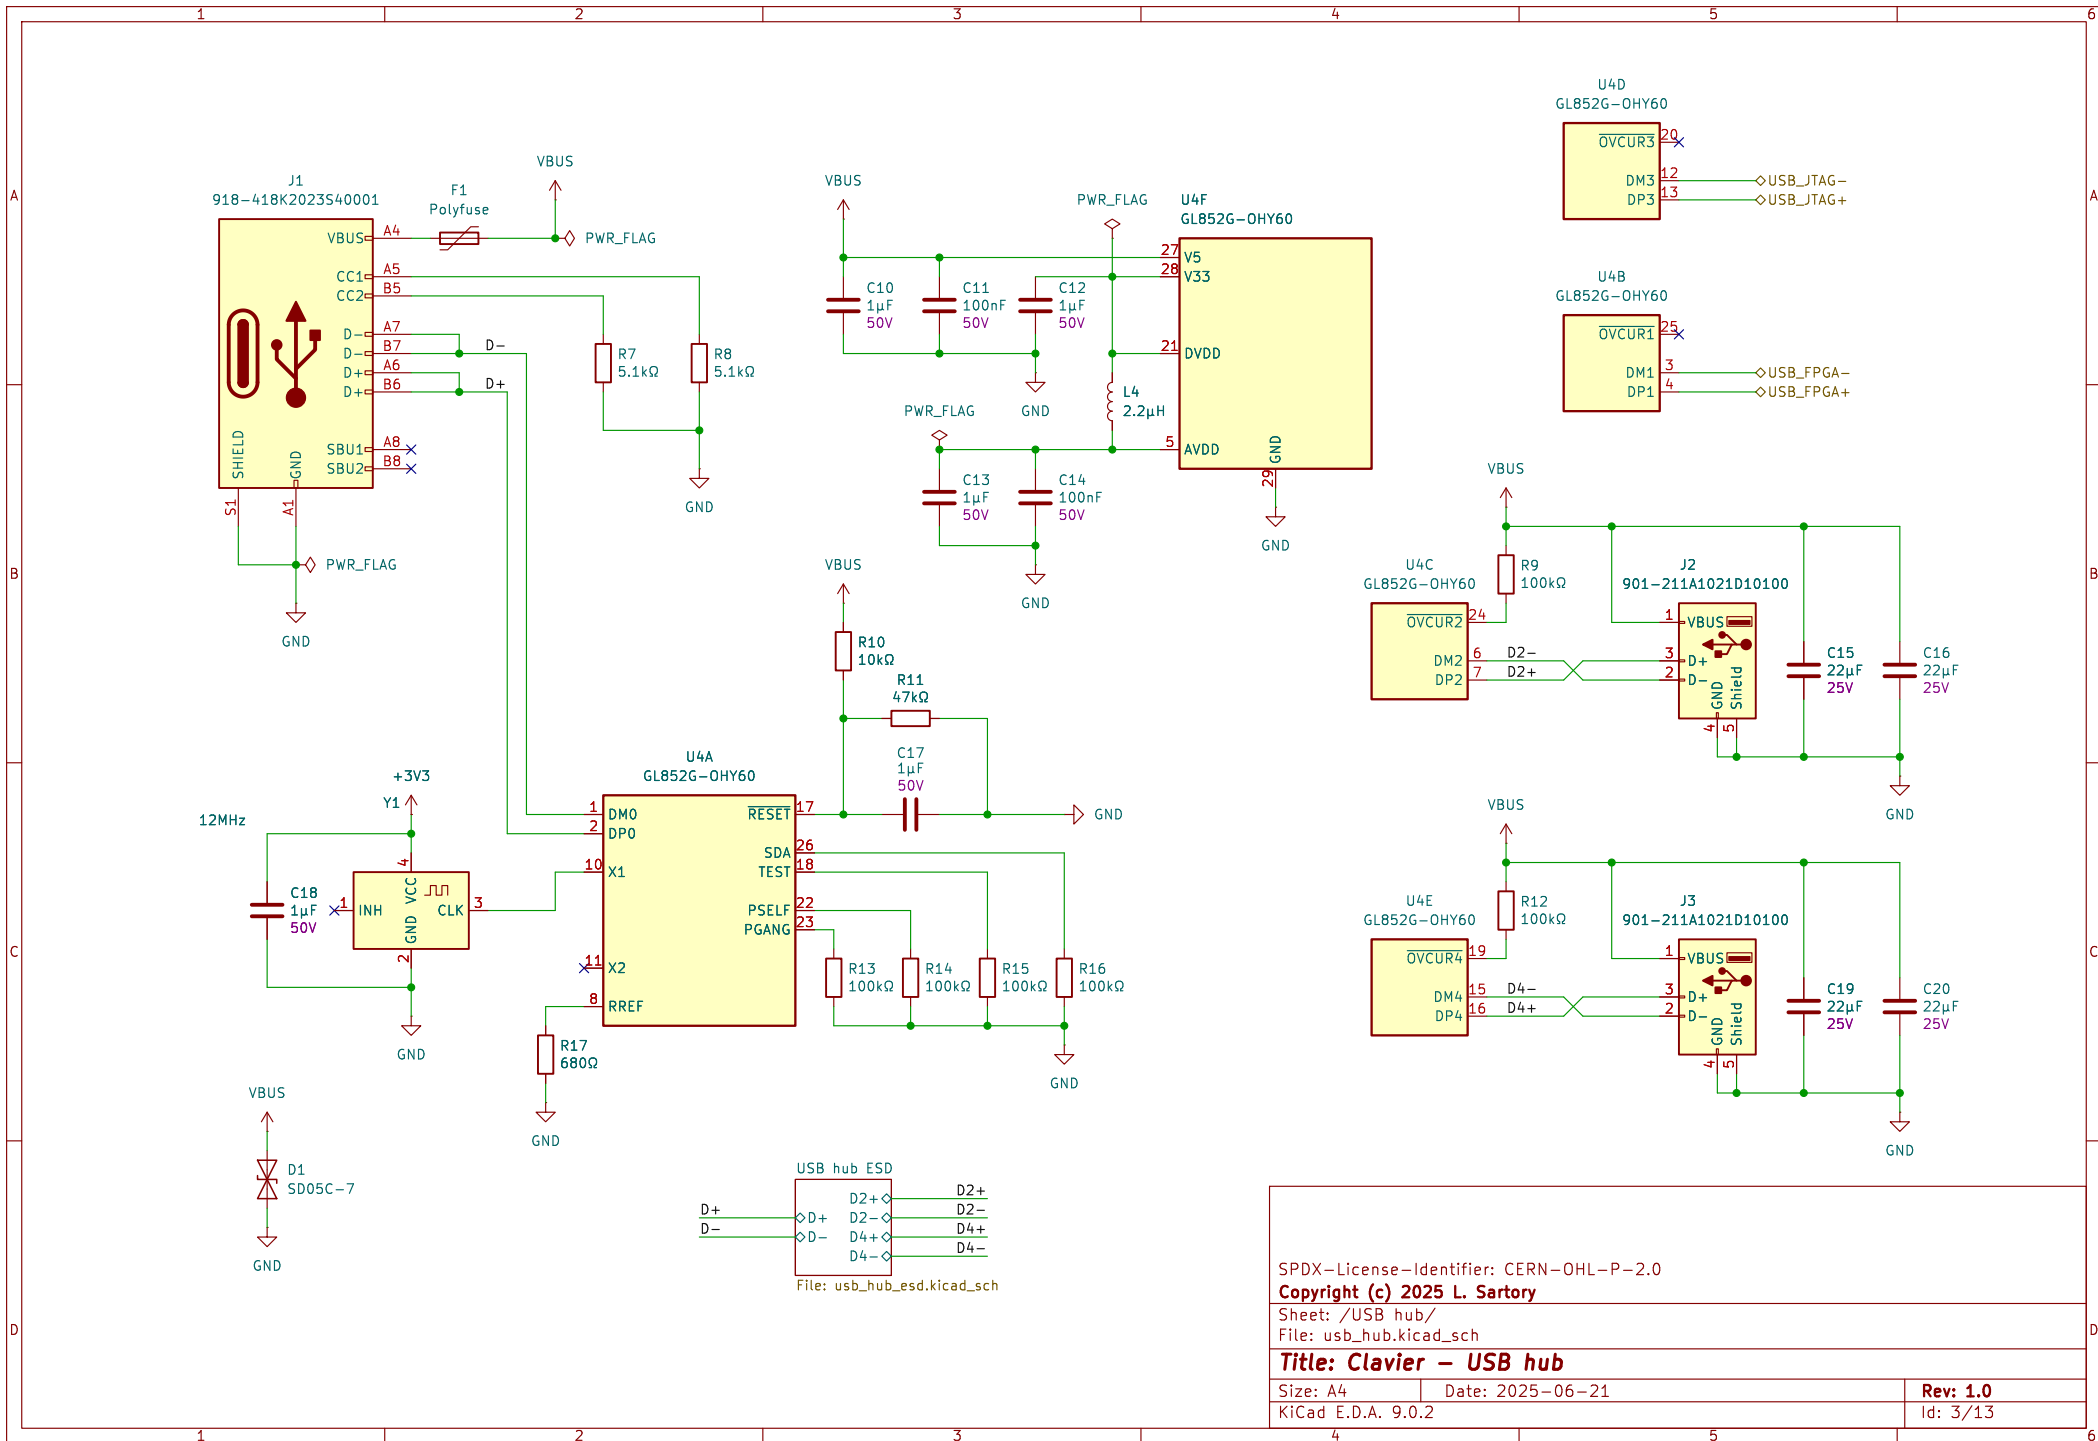 1 2 3 4 5 6
A
B
C
D
A
B
C
D
1 2 3 4 5 6
J1
918-418K2023S40001
VBUS A4
CC1 A5
CC2 B5
D- A7
D- B7
D+ A6
D+ B6
SBU1 A8
SBU2 B8
SHIELD
GND
S1
A1
F1
Polyfuse
VBUS
PWR_FLAG
D-
D+
R7
5.1kΩ
R8
5.1kΩ
GND
PWR_FLAG
GND
VBUS
PWR_FLAG
U4F
GL852G-OHY60
27 V5
28 V33
21 DVDD
5 AVDD
GND
29
GND
C10
1µF
50V
C11
100nF
50V
C12
1µF
50V
GND
L4
2.2µH
PWR_FLAG
C13
1µF
50V
C14
100nF
50V
GND
U4D
GL852G-OHY60
OVCUR3 20
DM3 12
DP3 13
USB_JTAG-
USB_JTAG+
U4B
GL852G-OHY60
OVCUR1 25
DM1 3
DP1 4
USB_FPGA-
USB_FPGA+
VBUS
U4C
GL852G-OHY60
OVCUR2 24
DM2 6
DP2 7
R9
100kΩ
D2-
D2+
J2
901-211A1021D10100
1 VBUS
3 D+
2 D-
GND
Shield
4
5
C15
22µF
25V
C16
22µF
25V
GND
VBUS
U4E
GL852G-OHY60
OVCUR4 19
DM4 15
DP4 16
R12
100kΩ
D4-
D4+
J3
901-211A1021D10100
1 VBUS
3 D+
2 D-
GND
Shield
4
5
C19
22µF
25V
C20
22µF
25V
GND
VBUS
R10
10kΩ
R11
47kΩ
C17
1µF
50V
GND
U4A
GL852G-OHY60
1 DM0
2 DP0
10 X1
11 X2
8 RREF
RESET 17
SDA 26
TEST 18
PSELF 22
PGANG 23
R13
100kΩ
R14
100kΩ
R15
100kΩ
R16
100kΩ
GND
R17
680Ω
GND
+3V3
Y1
12MHz
4
VCC
1 INH
CLK 3
GND
2
C18
1µF
50V
GND
VBUS
D1
SD05C-7
GND
USB hub ESD
D+
D-
D+
D-
D2+
D2-
D4+
D4-
D2+
D2-
D4+
D4-
File: usb_hub_esd.kicad_sch
SPDX-License-Identifier: CERN-OHL-P-2.0
Copyright (c) 2025 L. Sartory
Sheet: /USB hub/
File: usb_hub.kicad_sch
Title: Clavier - USB hub
Size: A4 Date: 2025-06-21 Rev: 1.0
KiCad E.D.A. 9.0.2 Id: 3/13